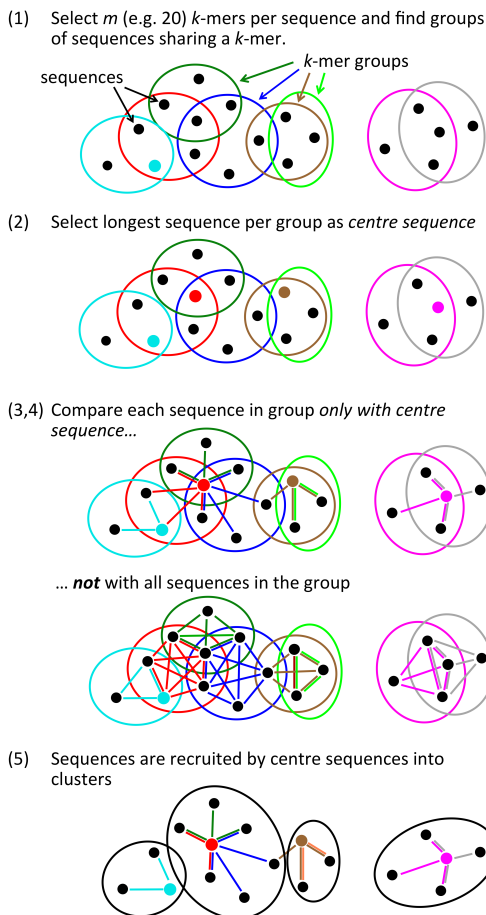 (1) Select m (e.g. 20) k-mers per sequence and find groups
of sequences sharing a k-mer.
sequences
k-mer groups
(2) Select longest sequence per group as centre sequence
(3,4) Compare each sequence in group only with centre
sequence…
… not with all sequences in the group
(5) Sequences are recruited by centre sequences into
clusters